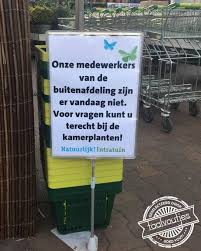 Onze medewerkers
van de
buitenafdeling zijn
er vandaag niet.
Voor vragen kunt u
terecht bij de
kamerplanten!
Natuurlijk! Intratuin
taalvoutjes